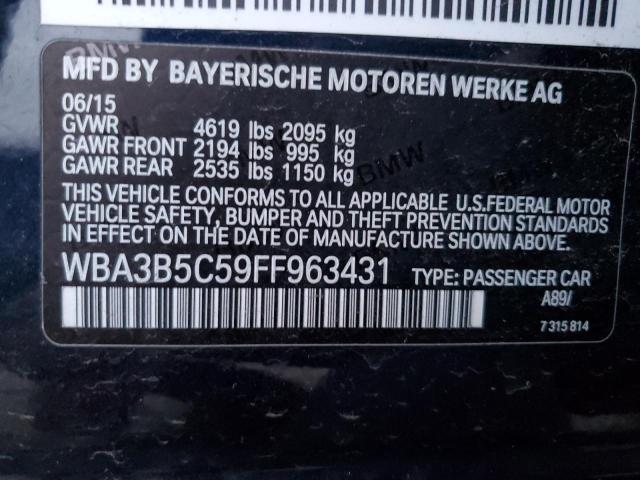 MFD BY BAYERISCHE MOTOREN WERKE AG
06/15
GVWR 4619 lbs 2095 kg
GAWR FRONT 2194 lbs 995 kg
GAWR REAR 2535 lbs 1150 kg
THIS VEHICLE CONFORMS TO ALL APPLICABLE U.S.FEDERAL MOTOR
VEHICLE SAFETY, BUMPER AND THEFT PREVENTION STANDARDS
IN EFFECT ON THE DATE OF MANUFACTURE SHOWN ABOVE.
WBA3B5C59FF963431 TYPE: PASSENGER CAR
A89/
7 315 814
BMW
BMW
BMW